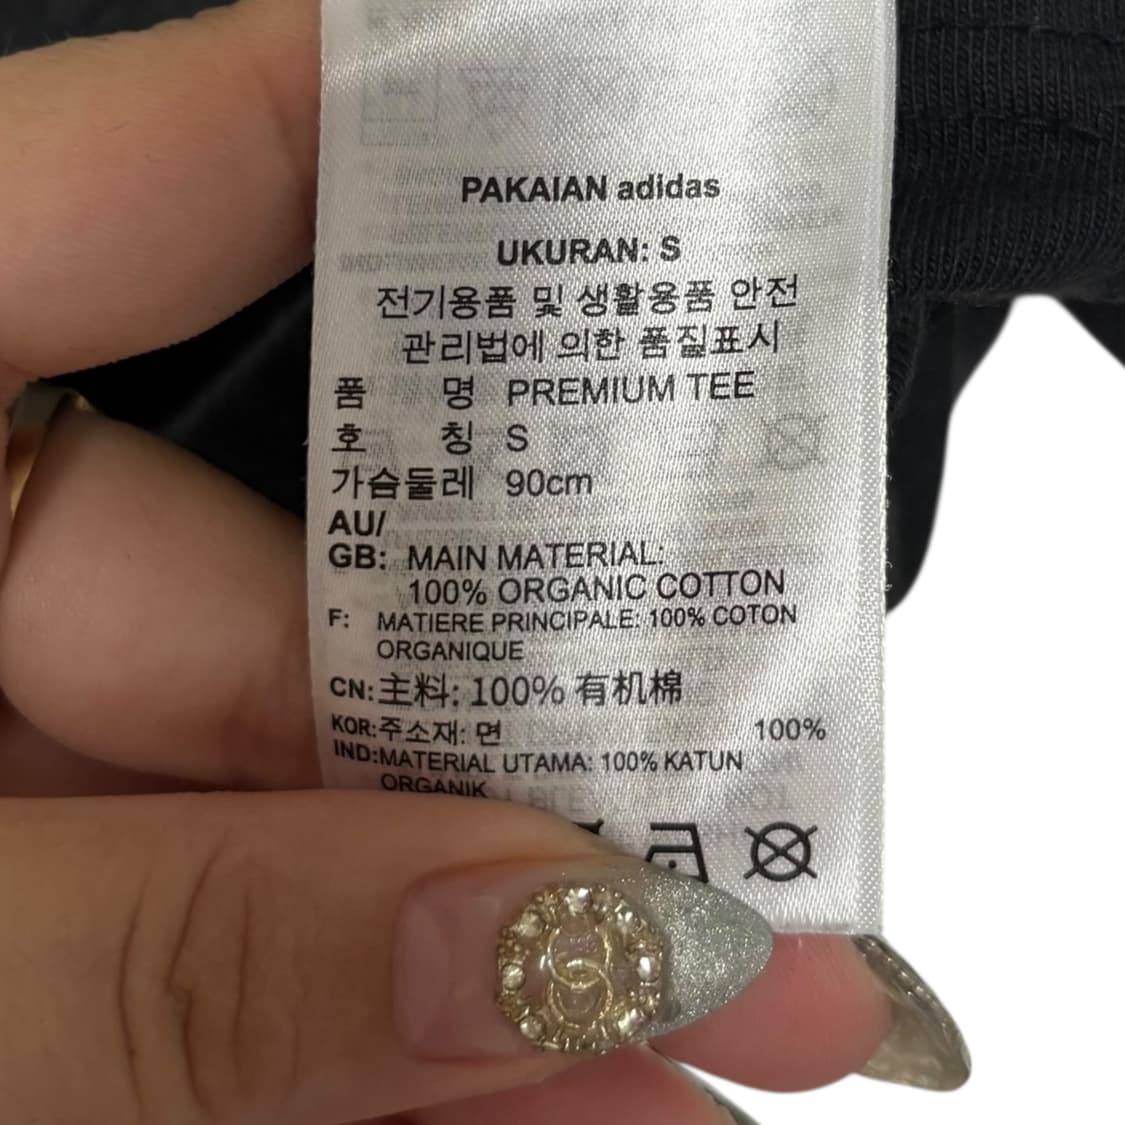 PAKAIAN adidas
UKURAN: S
전기용품 및 생활용품 안전
관리법에 의한 품질표시
품 명 PREMIUM TEE
호 칭 S
가슴둘레 90cm
AU/
GB: MAIN MATERIAL:
100% ORGANIC COTTON
F: MATIERE PRINCIPALE: 100% COTON
ORGANIQUE
CN: 主料: 100% 有机棉
KOR: 주소재: 면 100%
IND: MATERIAL UTAMA: 100% KATUN
ORGANIK